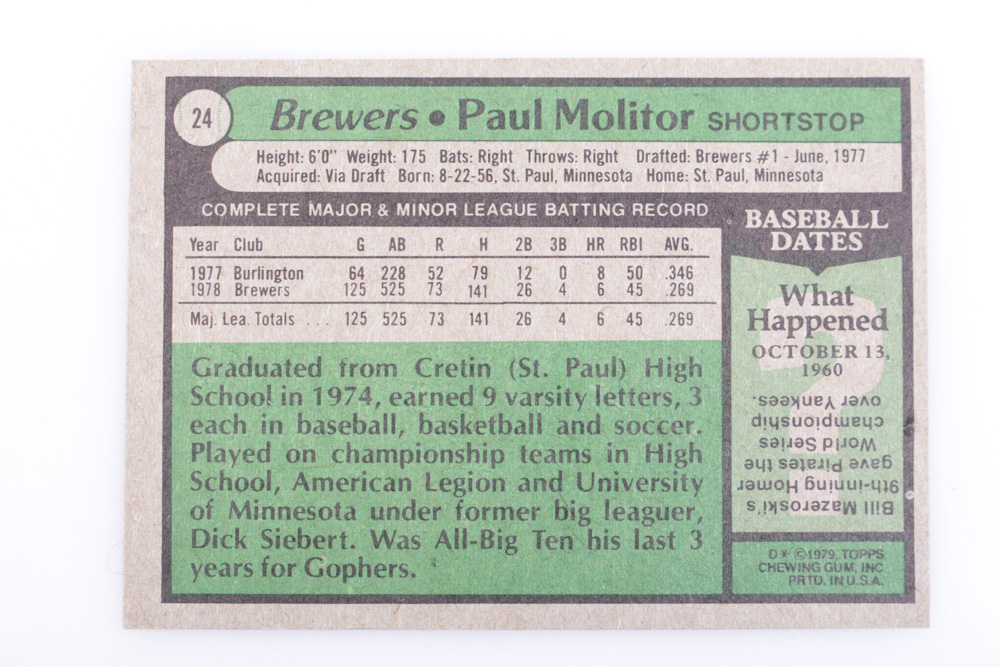 24
Brewers • Paul Molitor SHORTSTOP
Height: 6'0" Weight: 175 Bats: Right Throws: Right Drafted: Brewers #1 - June, 1977
Acquired: Via Draft Born: 8-22-56, St. Paul, Minnesota Home: St. Paul, Minnesota
COMPLETE MAJOR & MINOR LEAGUE BATTING RECORD
Year Club G AB R H 2B 3B HR RBI AVG.
1977 Burlington 64 228 52 79 12 0 8 50 .346
1978 Brewers 125 525 73 141 26 4 6 45 .269
Maj. Lea. Totals ... 125 525 73 141 26 4 6 45 .269
Graduated from Cretin (St. Paul) High
School in 1974, earned 9 varsity letters, 3
each in baseball, basketball and soccer.
Played on championship teams in High
School, American Legion and University
of Minnesota under former big leaguer,
Dick Siebert. Was All-Big Ten his last 3
years for Gophers.
BASEBALL
DATES
What
Happened
OCTOBER 13,
1960
?
Bill Mazeroski's
9th-inning Homer
gave Pirates the
World Series
championship
over Yankees.
D* ©1979, TOPPS
CHEWING GUM, INC
PRTD. IN U.S.A.